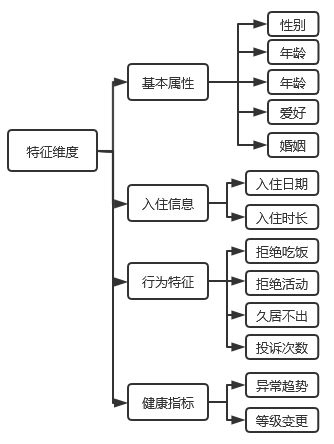 特征维度
基本属性
性别
年龄
年龄
爱好
婚姻
入住信息
入住日期
入住时长
行为特征
拒绝吃饭
拒绝活动
久居不出
投诉次数
健康指标
异常趋势
等级变更